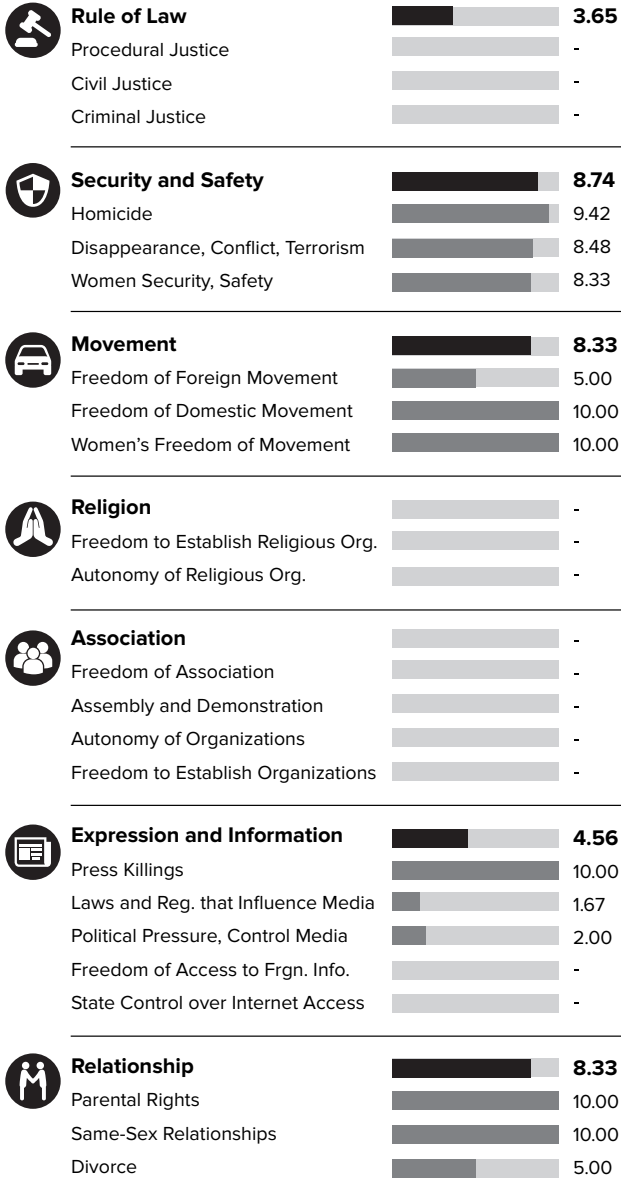 Rule of Law 3.65
Procedural Justice -
Civil Justice -
Criminal Justice -
Security and Safety 8.74
Homicide 9.42
Disappearance, Conflict, Terrorism 8.48
Women Security, Safety 8.33
Movement 8.33
Freedom of Foreign Movement 5.00
Freedom of Domestic Movement 10.00
Women's Freedom of Movement 10.00
Religion -
Freedom to Establish Religious Org. -
Autonomy of Religious Org. -
Association -
Freedom of Association -
Assembly and Demonstration -
Autonomy of Organizations -
Freedom to Establish Organizations -
Expression and Information 4.56
Press Killings 10.00
Laws and Reg. that Influence Media 1.67
Political Pressure, Control Media 2.00
Freedom of Access to Frgn. Info. -
State Control over Internet Access -
Relationship 8.33
Parental Rights 10.00
Same-Sex Relationships 10.00
Divorce 5.00